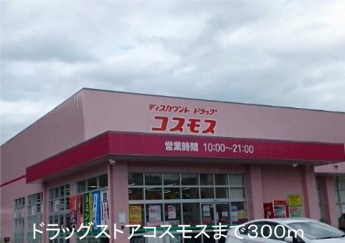 ディスカウント ドラッグ
コスモス
営業時間 10:00～21:00
ドラッグストアコスモスまで300m